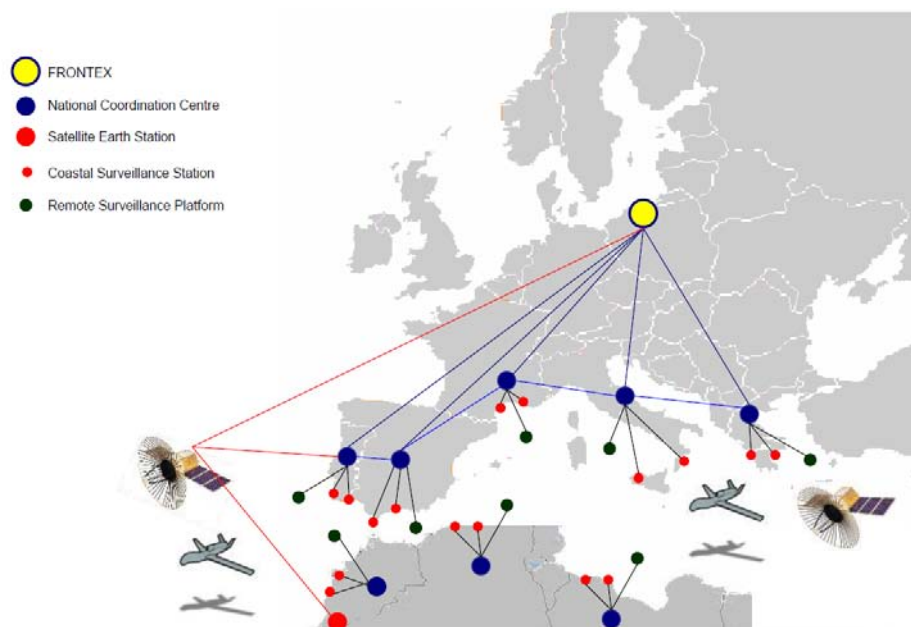 FRONTEX
National Coordination Centre
Satellite Earth Station
Coastal Surveillance Station
Remote Surveillance Platform